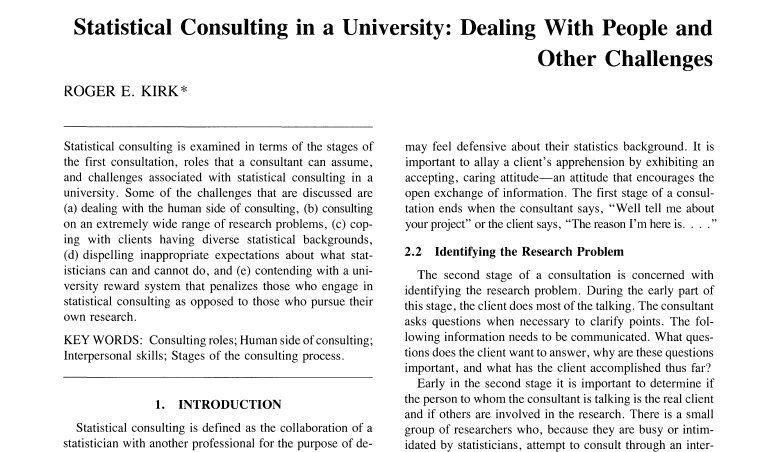 Statistical Consulting in a University: Dealing With People and
Other Challenges
ROGER E. KIRK*
Statistical consulting is examined in terms of the stages of
the first consultation, roles that a consultant can assume,
and challenges associated with statistical consulting in a
university. Some of the challenges that are discussed are
(a) dealing with the human side of consulting, (b) consulting
on an extremely wide range of research problems, (c) cop-
ing with clients having diverse statistical backgrounds,
(d) dispelling inappropriate expectations about what stat-
isticians can and cannot do, and (e) contending with a uni-
versity reward system that penalizes those who engage in
statistical consulting as opposed to those who pursue their
own research.
KEY WORDS: Consulting roles; Human side of consulting;
Interpersonal skills; Stages of the consulting process.
1. INTRODUCTION
Statistical consulting is defined as the collaboration of a
statistician with another professional for the purpose of de-
may feel defensive about their statistics background. It is
important to allay a client's apprehension by exhibiting an
accepting, caring attitude—an attitude that encourages the
open exchange of information. The first stage of a consul-
tation ends when the consultant says, "Well tell me about
your project" or the client says, "The reason I'm here is. . . ."
2.2 Identifying the Research Problem
The second stage of a consultation is concerned with
identifying the research problem. During the early part of
this stage, the client does most of the talking. The consultant
asks questions when necessary to clarify points. The fol-
lowing information needs to be communicated. What ques-
tions does the client want to answer, why are these questions
important, and what has the client accomplished thus far?
Early in the second stage it is important to determine if
the person to whom the consultant is talking is the real client
and if others are involved in the research. There is a small
group of researchers who, because they are busy or intim-
idated by statisticians, attempt to consult through an inter-